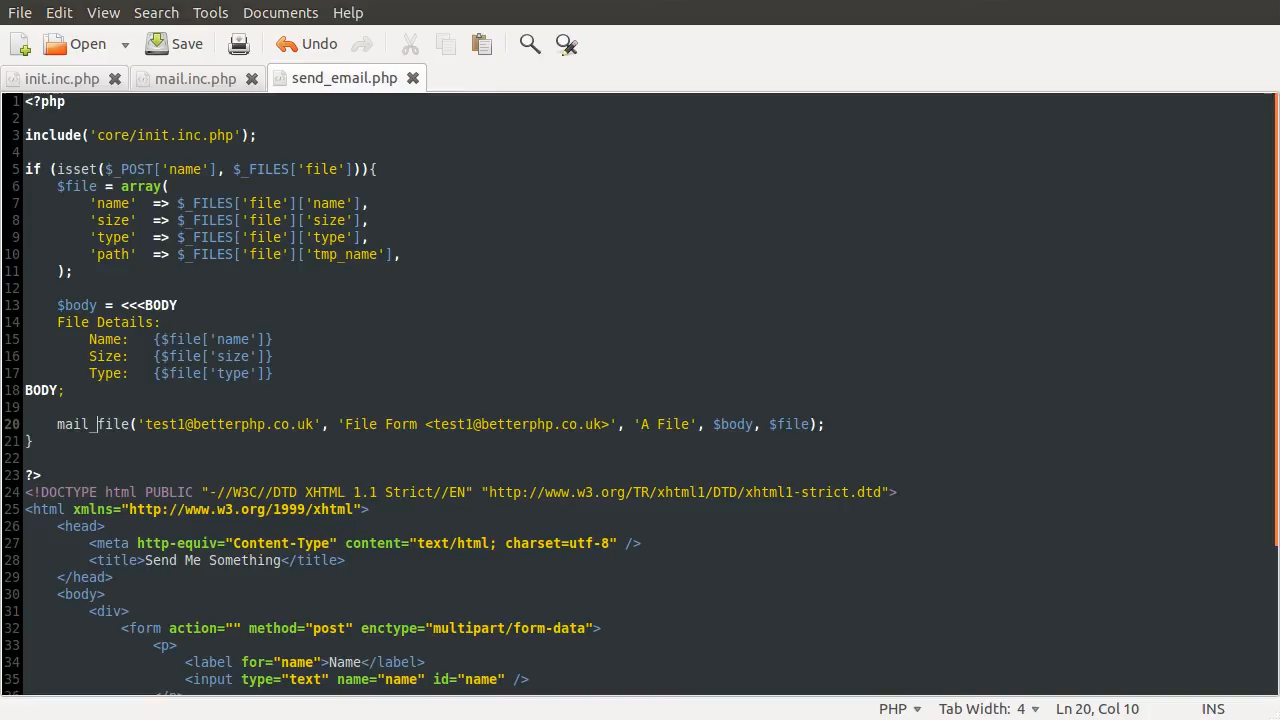 File Edit View Search Tools Documents Help
Open Save Undo
init.inc.php mail.inc.php send_email.php
1 <?php
2
3 include('core/init.inc.php');
4
5 if (isset($_POST['name'], $_FILES['file'])){
6     $file = array(
7         'name'  => $_FILES['file']['name'],
8         'size'  => $_FILES['file']['size'],
9         'type'  => $_FILES['file']['type'],
10         'path'  => $_FILES['file']['tmp_name'],
11     );
12
13     $body = <<<BODY
14     File Details:
15         Name:   {$file['name']}
16         Size:   {$file['size']}
17         Type:   {$file['type']}
18 BODY;
19
20     mail_file('test1@betterphp.co.uk', 'File Form <test1@betterphp.co.uk>', 'A File', $body, $file);
21 }
22
23 ?>
24 <!DOCTYPE html PUBLIC "-//W3C//DTD XHTML 1.1 Strict//EN" "http://www.w3.org/TR/xhtml1/DTD/xhtml1-strict.dtd">
25 <html xmlns="http://www.w3.org/1999/xhtml">
26     <head>
27         <meta http-equiv="Content-Type" content="text/html; charset=utf-8" />
28         <title>Send Me Something</title>
29     </head>
30     <body>
31         <div>
32             <form action="" method="post" enctype="multipart/form-data">
33                 <p>
34                     <label for="name">Name</label>
35                     <input type="text" name="name" id="name" />
PHP Tab Width: 4 Ln 20, Col 10 INS